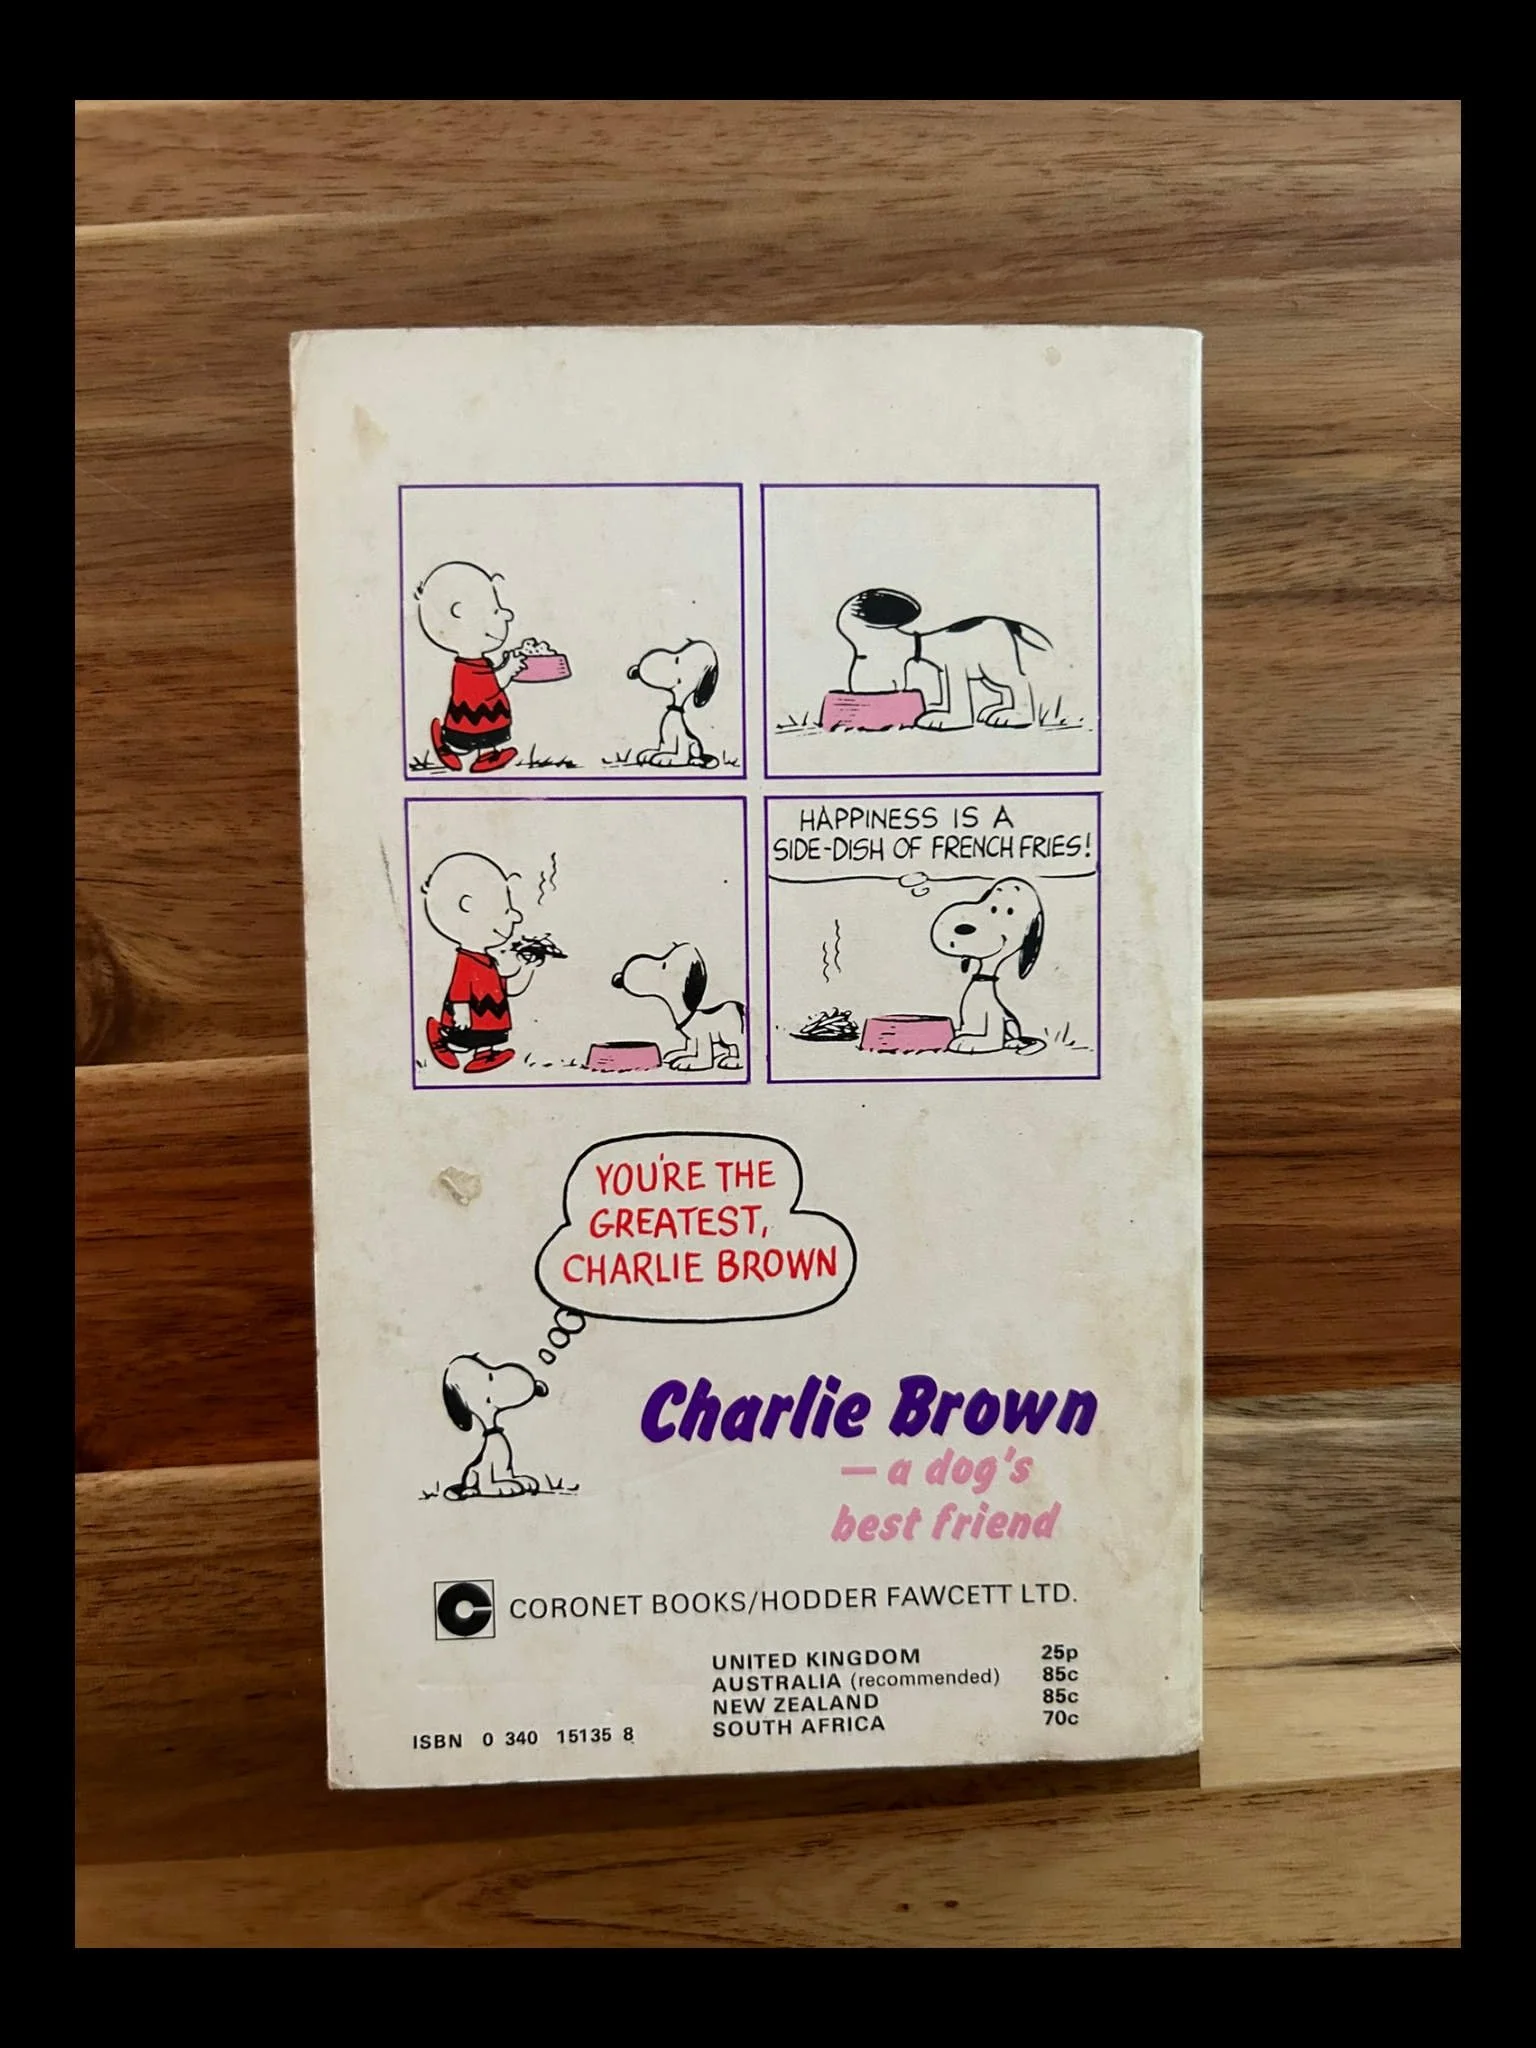 HAPPINESS IS A
SIDE-DISH OF FRENCH FRIES!
YOU'RE THE
GREATEST,
CHARLIE BROWN
Charlie Brown
— a dog's
best friend
CORONET BOOKS/HODDER FAWCETT LTD.
UNITED KINGDOM 25p
AUSTRALIA (recommended) 85c
NEW ZEALAND 85c
SOUTH AFRICA 70c
ISBN 0 340 15135 8